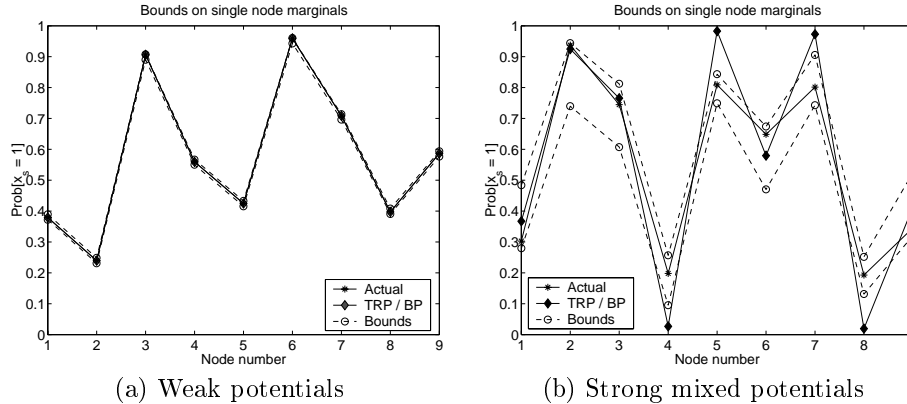 Bounds on single node marginals
Prob[x_s = 1]
1
0.9
0.8
0.7
0.6
0.5
0.4
0.3
0.2
0.1
0
Actual
TRP / BP
Bounds
1 2 3 4 5 6 7 8 9
Node number
(a) Weak potentials
Bounds on single node marginals
Prob[x_s = 1]
1
0.9
0.8
0.7
0.6
0.5
0.4
0.3
0.2
0.1
0
Actual
TRP / BP
Bounds
1 2 3 4 5 6 7 8
Node number
(b) Strong mixed potentials